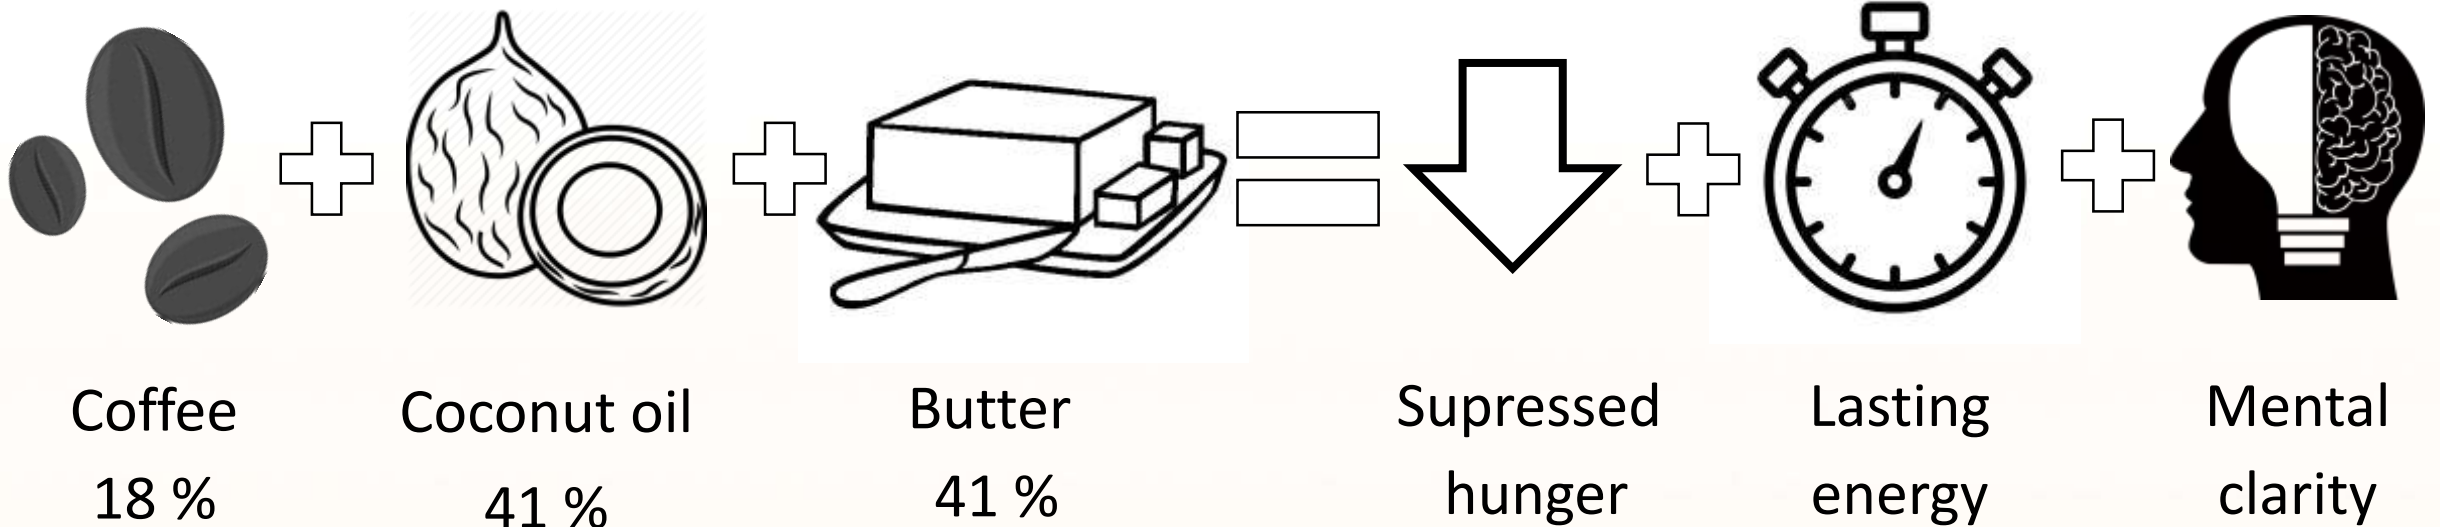 Coffee
18 %
Coconut oil
41 %
Butter
41 %
Supressed
hunger
Lasting
energy
Mental
clarity